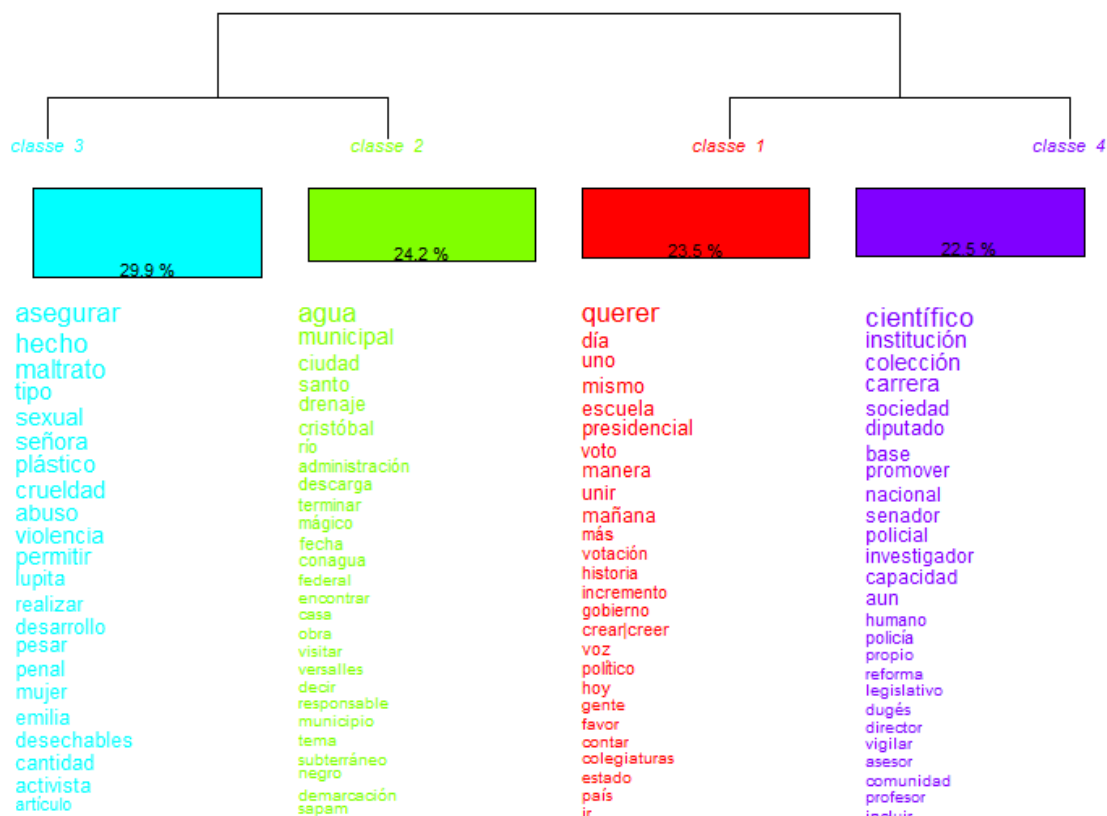 classe 3
classe 2
classe 1
classe 4
29.9 %
24.2 %
23.5 %
22.5 %
asegurar
hecho
maltrato
tipo
sexual
señora
plástico
crueldad
abuso
violencia
permitir
lupita
realizar
desarrollo
pesar
penal
mujer
emilia
desechables
cantidad
activista
artículo
agua
municipal
ciudad
santo
drenaje
cristóbal
río
administración
descarga
terminar
mágico
fecha
conagua
federal
encontrar
casa
obra
visitar
versalles
decir
responsable
municipio
tema
subterráneo
negro
demarcación
sapam
querer
día
uno
mismo
escuela
presidencial
voto
manera
unir
mañana
más
votación
historia
incremento
gobierno
crear|creer
voz
político
hoy
gente
favor
contar
colegiaturas
estado
país
ir
científico
institución
colección
carrera
sociedad
diputado
base
promover
nacional
senador
policial
investigador
capacidad
aun
humano
policía
propio
reforma
legislativo
dugés
director
vigilar
asesor
comunidad
profesor
incluir